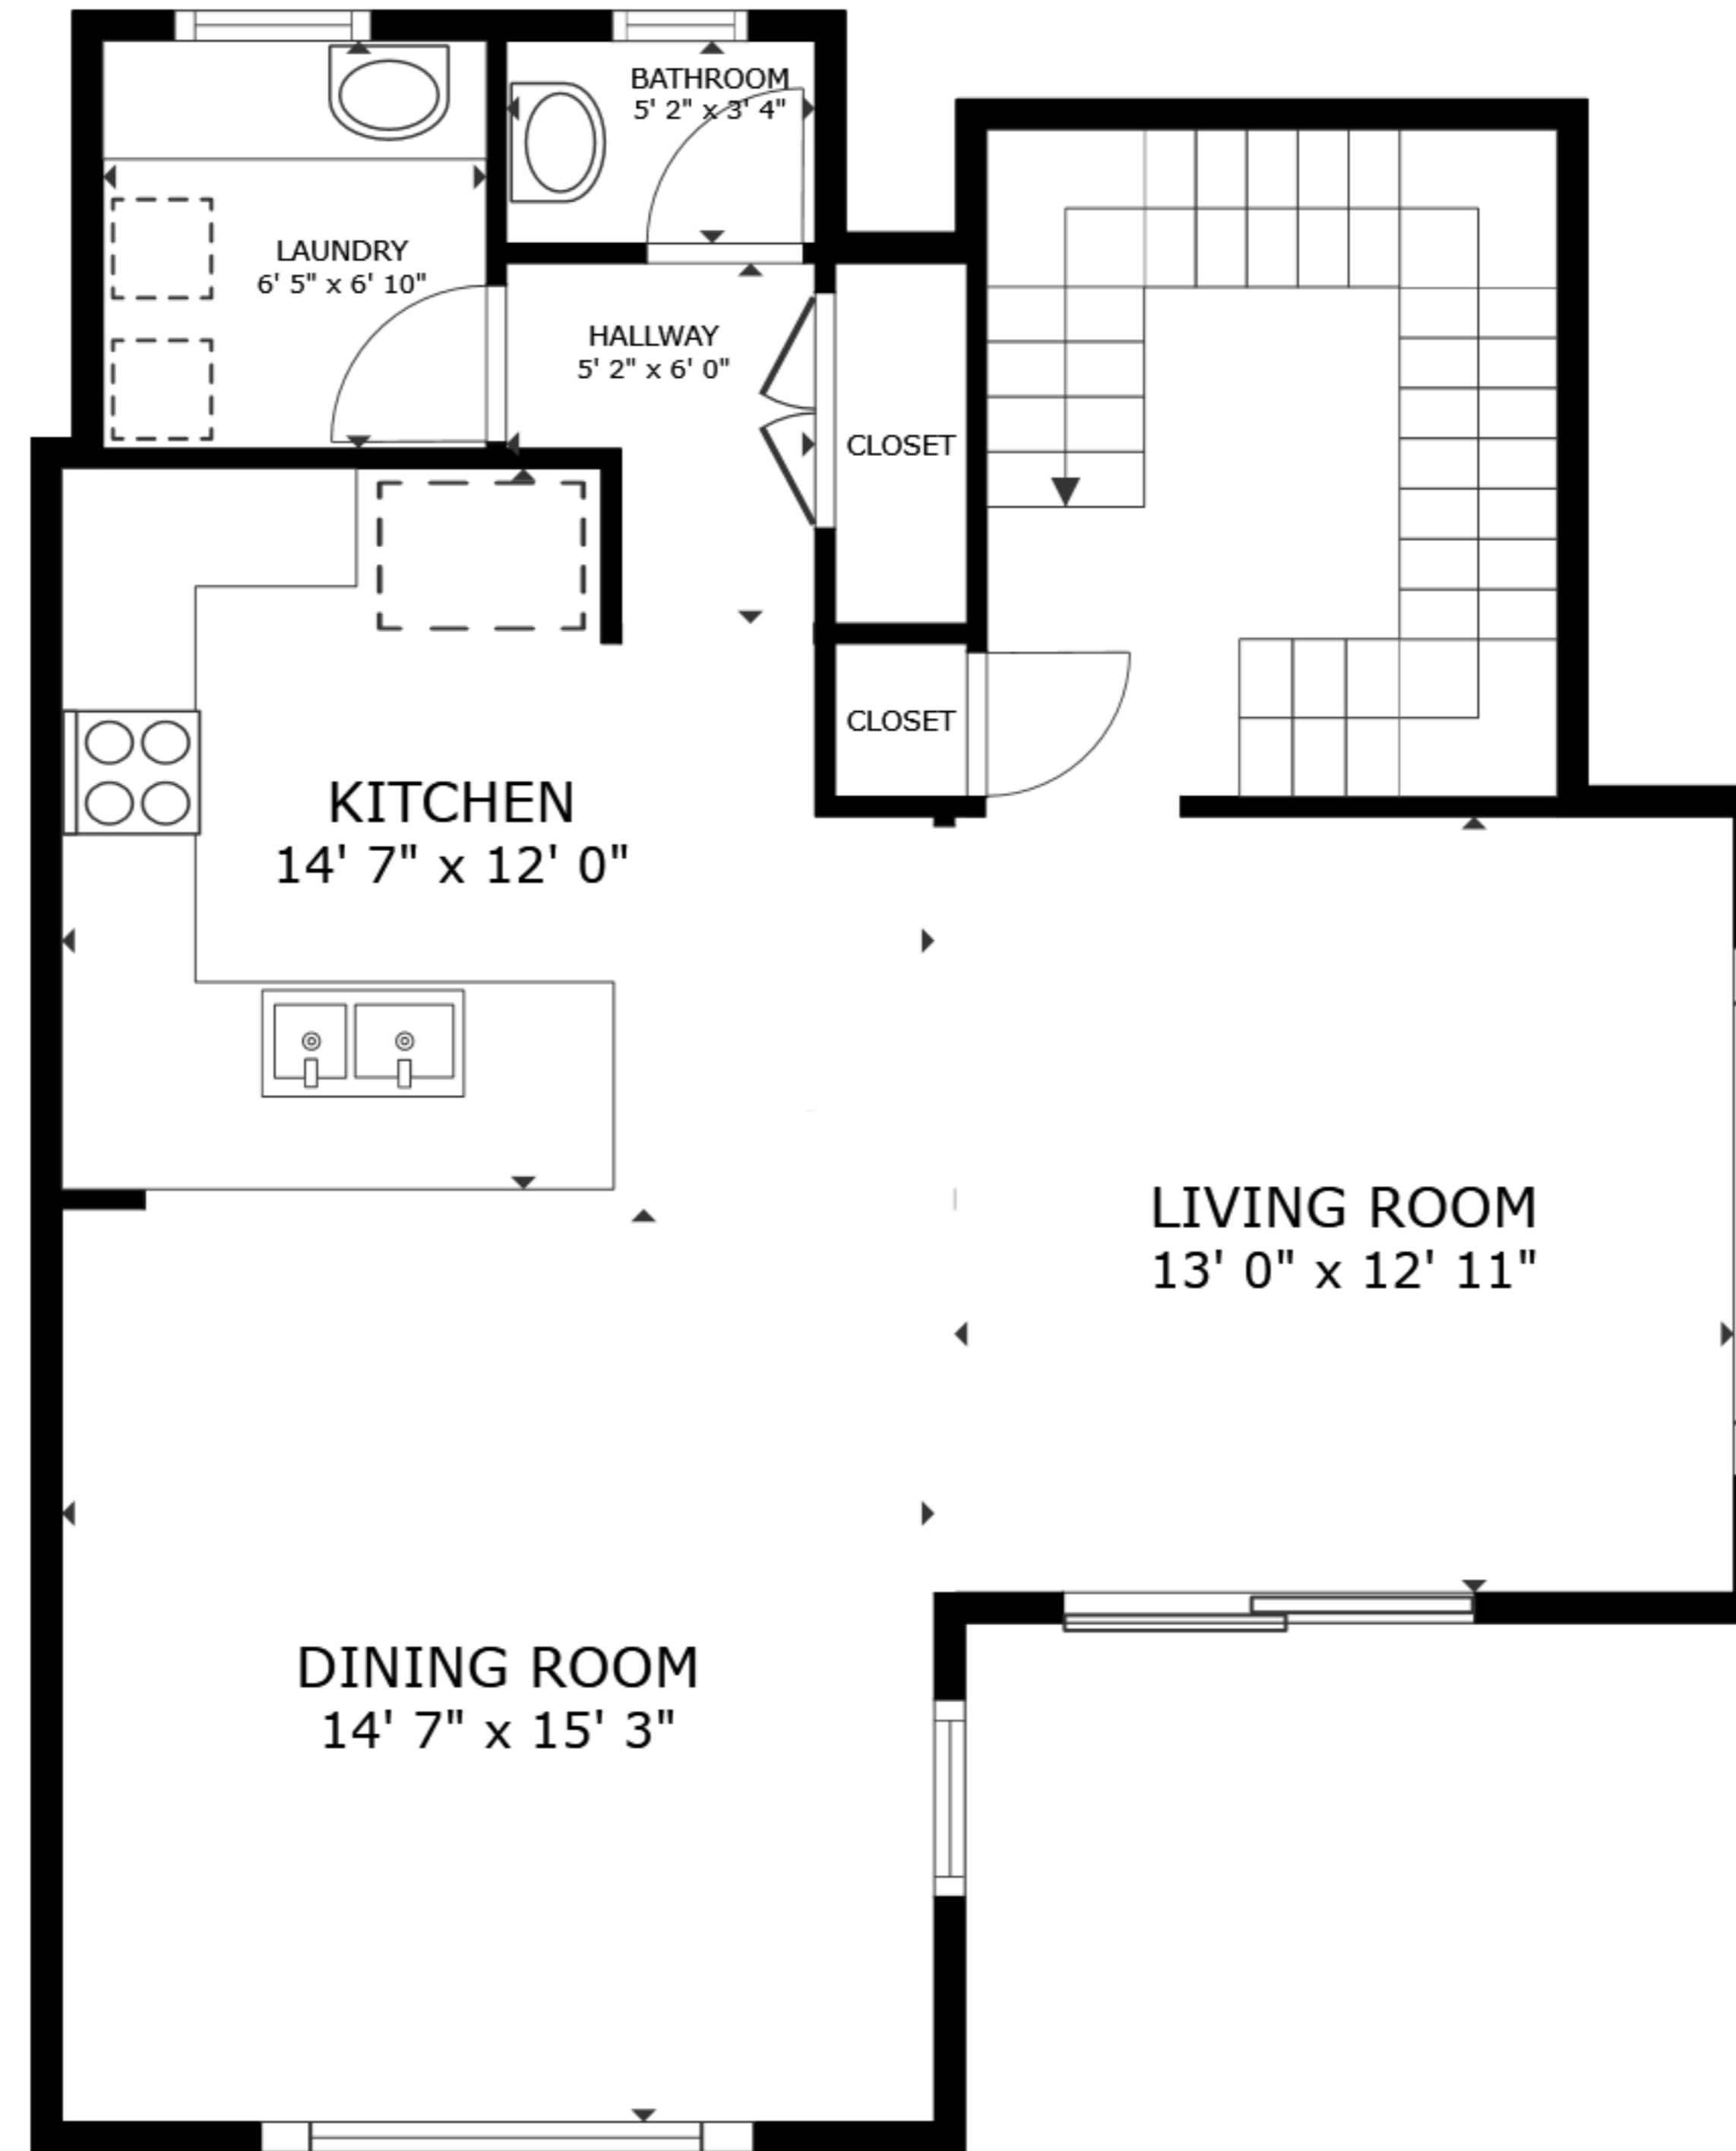 BATHROOM
5' 2" x 3' 4"
LAUNDRY
6' 5" x 6' 10"
HALLWAY
5' 2" x 6' 0"
CLOSET
CLOSET
KITCHEN
14' 7" x 12' 0"
LIVING ROOM
13' 0" x 12' 11"
DINING ROOM
14' 7" x 15' 3"